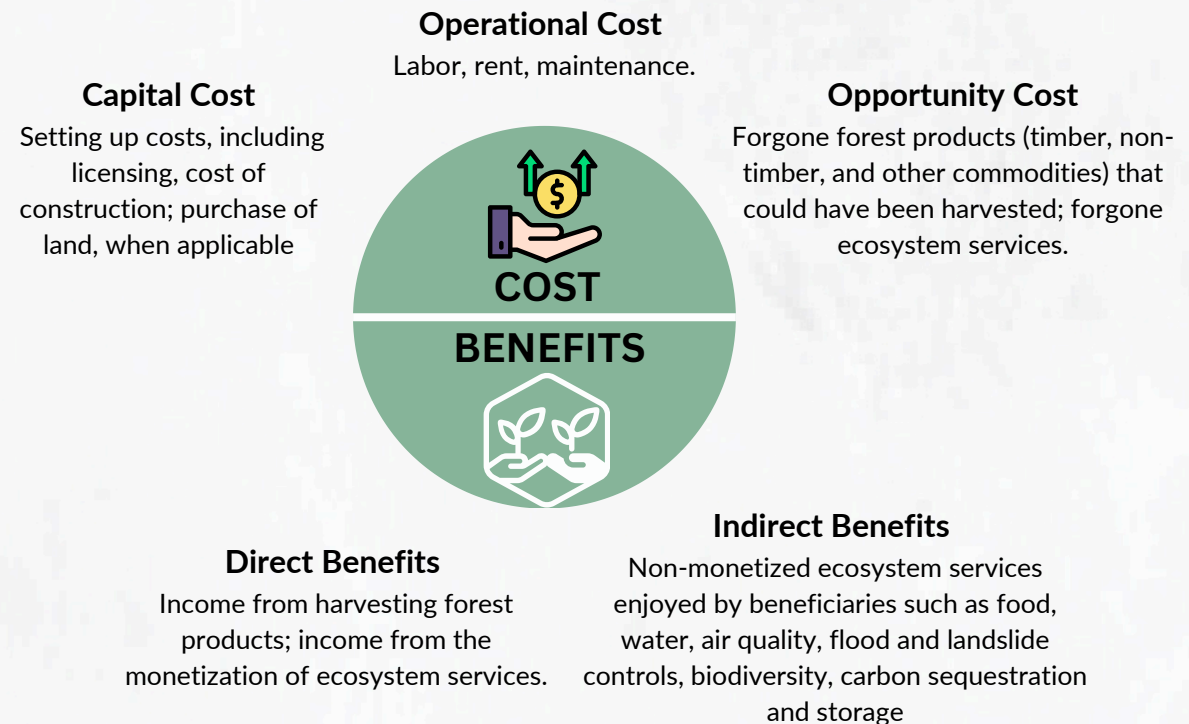 Operational Cost
Labor, rent, maintenance.
Capital Cost
Setting up costs, including
licensing, cost of
construction; purchase of
land, when applicable
Opportunity Cost
Forgone forest products (timber, non-
timber, and other commodities) that
could have been harvested; forgone
ecosystem services.
$
COST
BENEFITS
Direct Benefits
Income from harvesting forest
products; income from the
monetization of ecosystem services.
Indirect Benefits
Non-monetized ecosystem services
enjoyed by beneficiaries such as food,
water, air quality, flood and landslide
controls, biodiversity, carbon sequestration
and storage